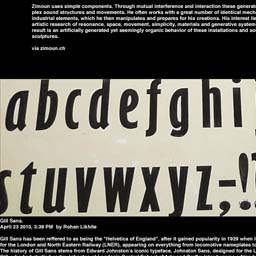 Zimoun uses simple components. Through mutual interference and interaction these generate
plex sound structures and movements. He often works with a great number of identical mech
industrial elements, which he then manipulates and prepares for his creations. His interest lie
artistic research of resonance, space, movement, simplicity, materials and generative system
result is an artificially generated yet seemingly organic behavior of these installations and so
sculptures.
via zimoun.ch
abcdefghij
stuvwxyz;-!?
Gill Sans.
April 23 2010, 3:39 PM by Rohan Likhite
Gill Sans has been reffered to as being the "Helvetica of England", after it gained popularity in 1929 when i
for the London and North Eastern Railway (LNER), appearing on everything from locomotive nameplates to
The history of Gill Sans stems from Edward Johnston's iconic typeface, Johnston Sans, designed for the L